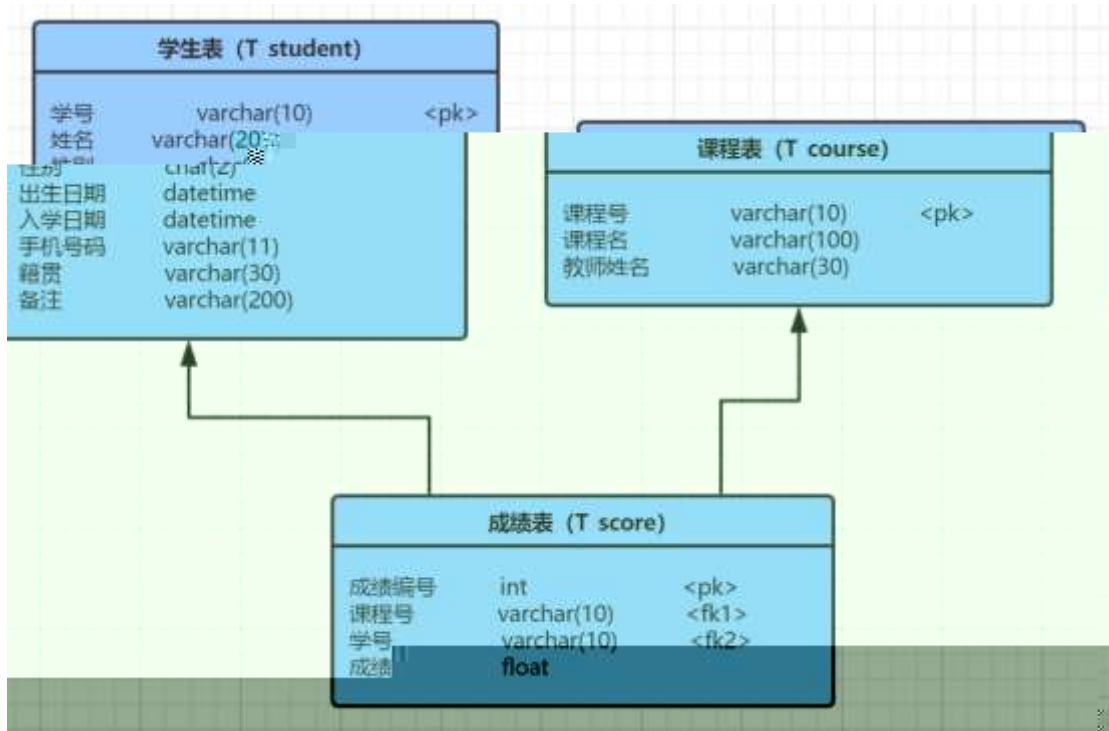 学生表 (T student)
学号 varchar(10) <pk>
姓名 varchar(20)
性别 char(2)
出生日期 datetime
入学日期 datetime
手机号码 varchar(11)
籍贯 varchar(30)
备注 varchar(200)
课程表 (T course)
课程号 varchar(10) <pk>
课程名 varchar(100)
教师姓名 varchar(30)
成绩表 (T score)
成绩编号 int <pk>
课程号 varchar(10) <fk1>
学号 varchar(10) <fk2>
成绩 float